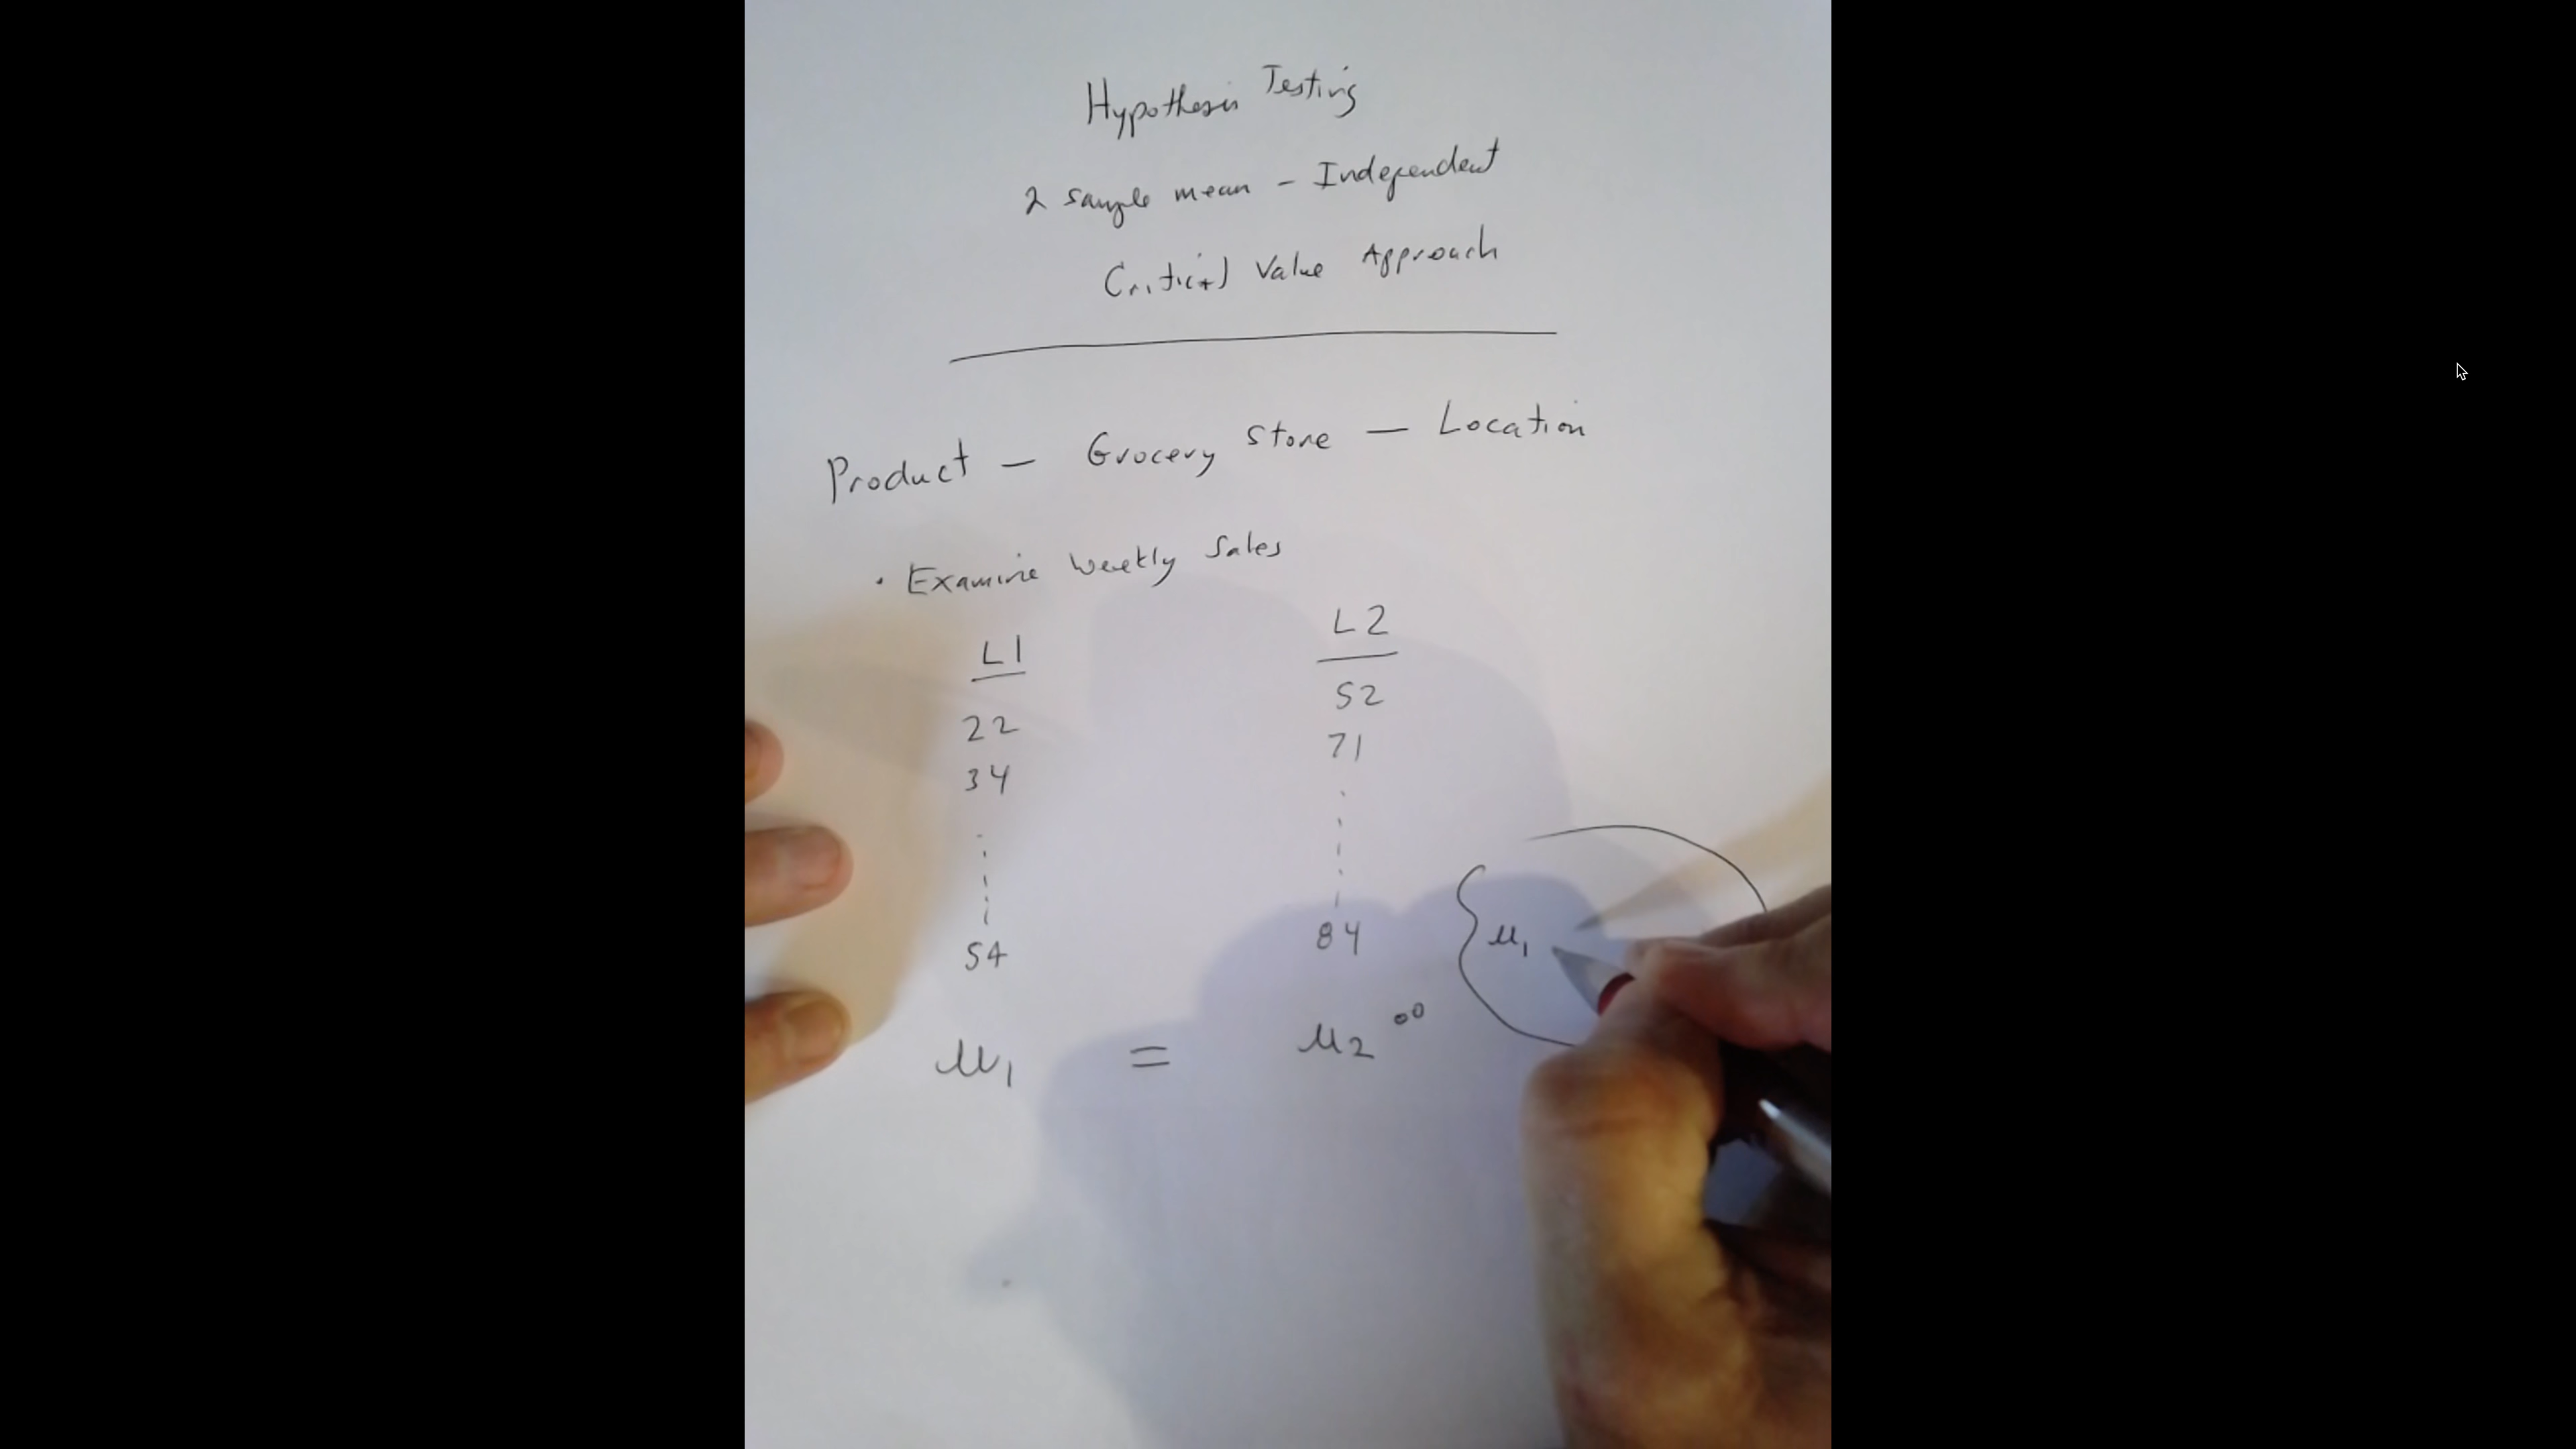 Hypothesis Testing
2 sample mean - Independent
Critical Value Approach
Product - Grocery Store - Location
• Examine Weekly Sales
L1 L2
22 52
34 71
54 84
μ1
μ1 = μ2